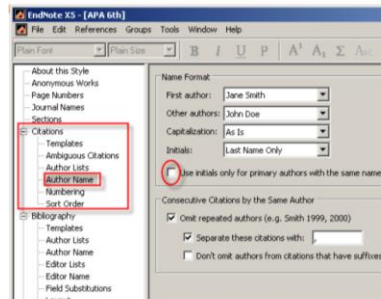 EndNote X5 - [APA 6th]
File Edit References Groups Tools Window Help
Plain Font Plain Size B I U P A¹ A₁ Σ Abc
About this Style
Anonymous Works
Page Numbers
Journal Names
Sections
Citations
Templates
Ambiguous Citations
Author Lists
Author Name
Numbering
Sort Order
Bibliography
Templates
Author Lists
Author Name
Editor Lists
Editor Name
Field Substitutions
Name Format
First author: Jane Smith
Other authors: John Doe
Capitalization: As Is
Initials: Last Name Only
Use initials only for primary authors with the same name
Consecutive Citations by the Same Author
Omit repeated authors (e.g. Smith 1999, 2000)
Separate these citations with: ,
Don't omit authors from citations that have suffixes